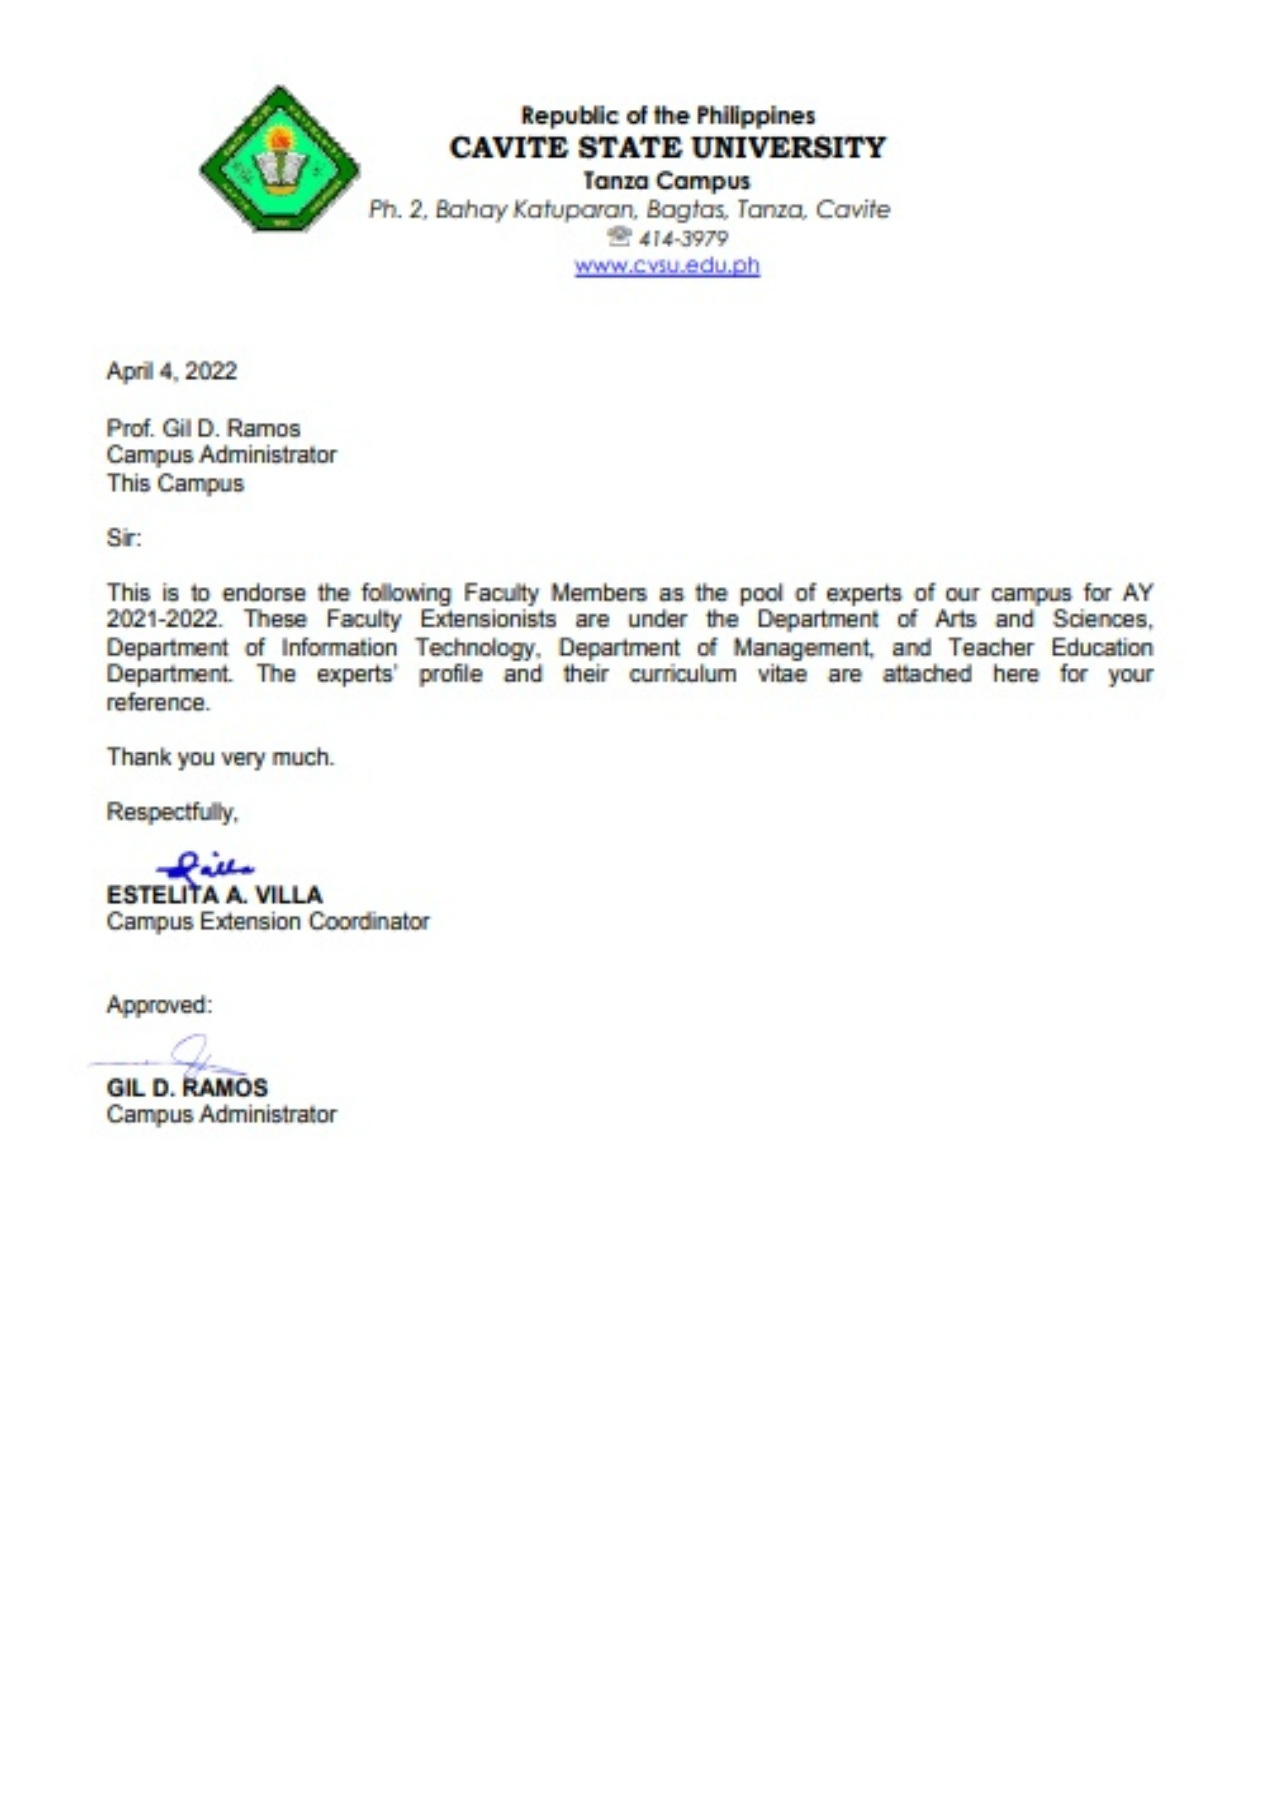 Republic of the Philippines
CAVITE STATE UNIVERSITY
Tanza Campus
Ph. 2, Bahay Katuparan, Bagtas, Tanza, Cavite
☏ 414-3979
www.cvsu.edu.ph
April 4, 2022
Prof. Gil D. Ramos
Campus Administrator
This Campus
Sir:
This is to endorse the following Faculty Members as the pool of experts of our campus for AY
2021-2022. These Faculty Extensionists are under the Department of Arts and Sciences,
Department of Information Technology, Department of Management, and Teacher Education
Department. The experts' profile and their curriculum vitae are attached here for your
reference.
Thank you very much.
Respectfully,
ESTELITA A. VILLA
Campus Extension Coordinator
Approved:
GIL D. RAMOS
Campus Administrator